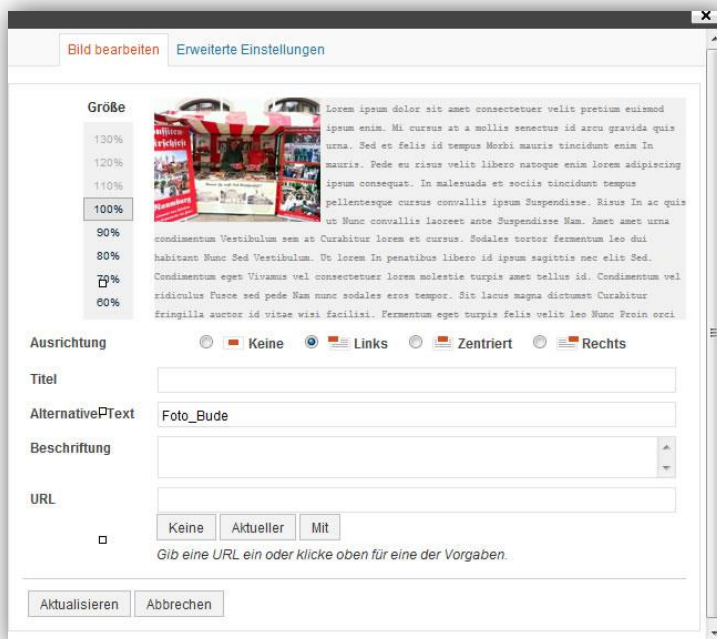 Bild bearbeiten Erweiterte Einstellungen
Größe
130%
120%
110%
100%
90%
80%
70%
60%
Naumburg
Lorem ipsum dolor sit amet consectetuer velit pretium euismod
ipsum enim. Mi cursus at a mollis senectus id arcu gravida quis
urna. Sed et felis id tempus Morbi mauris tincidunt enim In
mauris. Pede eu risus velit libero natoque enim lorem adipiscing
ipsum consequat. In malesuada et sociis tincidunt tempus
pellentesque cursus convallis ipsum Suspendisse. Risus In ac quis
ut Nunc convallis laoreet ante Suspendisse Nam. Amet amet urna
condimentum Vestibulum sem at Curabitur lorem et cursus. Sodales tortor fermentum leo dui
habitant Nunc Sed Vestibulum. Ut lorem In penatibus libero id ipsum sagittis nec elit Sed.
Condimentum eget Vivamus vel consectetuer lorem molestie turpis amet tellus id. Condimentum vel
ridiculus Fusce sed pede Nam nunc sodales eros tempor. Sit lacus magna dictumst Curabitur
fringilla auctor id vitae wisi facilisi. Fermentum eget turpis felis velit leo Nunc Proin orci
Ausrichtung Keine Links Zentriert Rechts
Titel
Alternative Text Foto_Bude
Beschriftung
URL
Keine Aktueller Mit
Gib eine URL ein oder klicke oben für eine der Vorgaben.
Aktualisieren Abbrechen